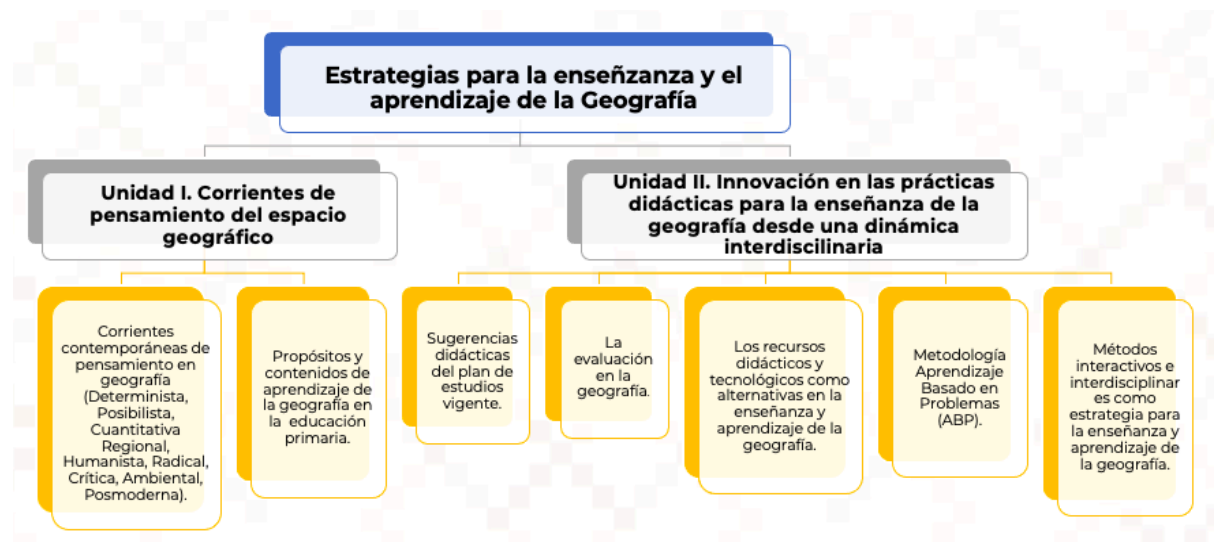 Estrategias para la enseñzanza y el
aprendizaje de la Geografía
Unidad I. Corrientes de
pensamiento del espacio
geográfico
Unidad II. Innovación en las prácticas
didácticas para la enseñanza de la
geografía desde una dinámica
interdiscilinaria
Corrientes
contemporáneas de
pensamiento en
geografía
(Determinista,
Posibilista,
Cuantitativa
Regional,
Humanista, Radical,
Crítica, Ambiental,
Posmoderna).
Propósitos y
contenidos de
aprendizaje de
la geografía en
la educación
primaria.
Sugerencias
didácticas
del plan de
estudios
vigente.
La
evaluación
en la
geografía.
Los recursos
didácticos y
tecnológicos como
alternativas en la
enseñanza y
aprendizaje de la
geografía.
Metodología
Aprendizaje
Basado en
Problemas
(ABP).
Métodos
interactivos e
interdisciplinar
es como
estrategia para
la enseñanza y
aprendizaje de
la geografía.